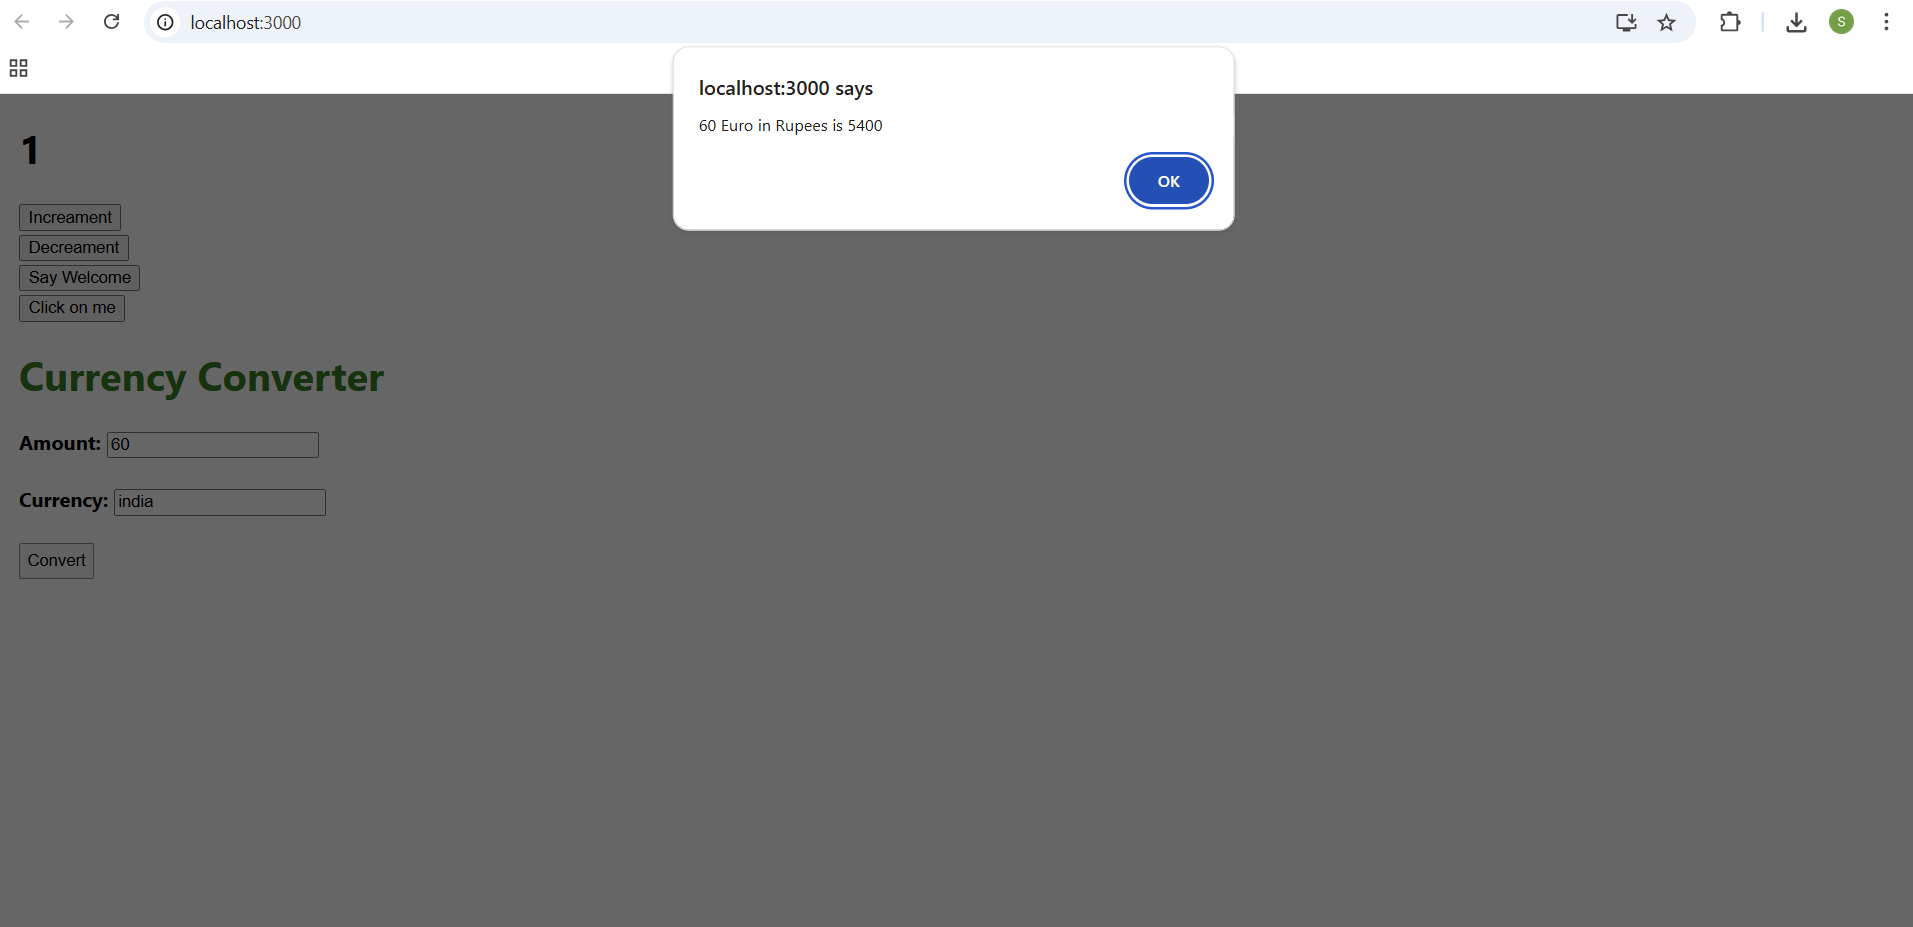 localhost:3000
S
localhost:3000 says
60 Euro in Rupees is 5400
OK
1
Increament
Decreament
Say Welcome
Click on me
Currency Converter
Amount: 60
Currency: india
Convert